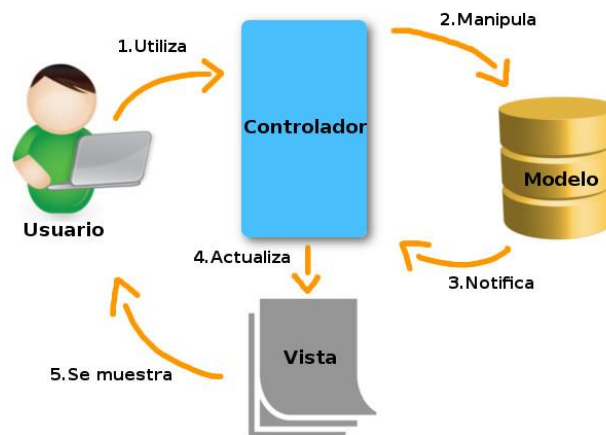 1.Utiliza
2.Manipula
Controlador
Modelo
Usuario
4.Actualiza
3.Notifica
Vista
5.Se muestra